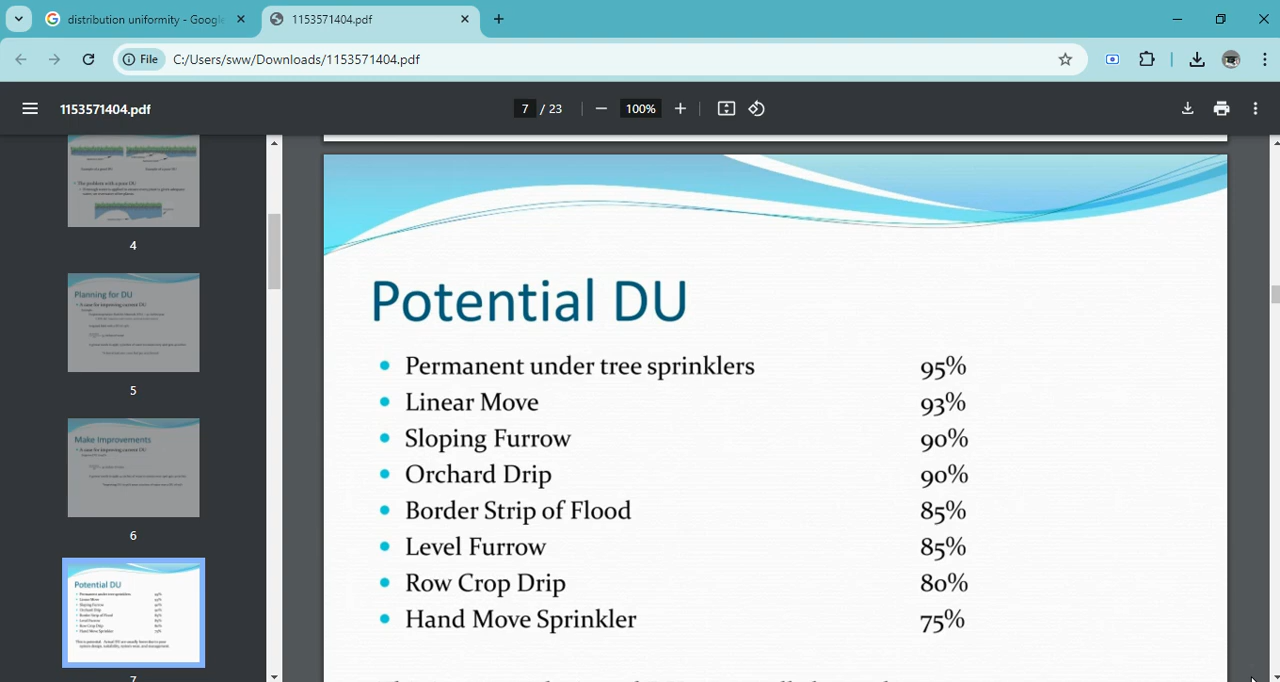 distribution uniformity - Google
1153571404.pdf
File
C:/Users/sww/Downloads/1153571404.pdf
1153571404.pdf
7 / 23
100%
4
Planning for DU
5
Make Improvements
6
Potential DU
7
Potential DU
• Permanent under tree sprinklers 95%
• Linear Move 93%
• Sloping Furrow 90%
• Orchard Drip 90%
• Border Strip of Flood 85%
• Level Furrow 85%
• Row Crop Drip 80%
• Hand Move Sprinkler 75%